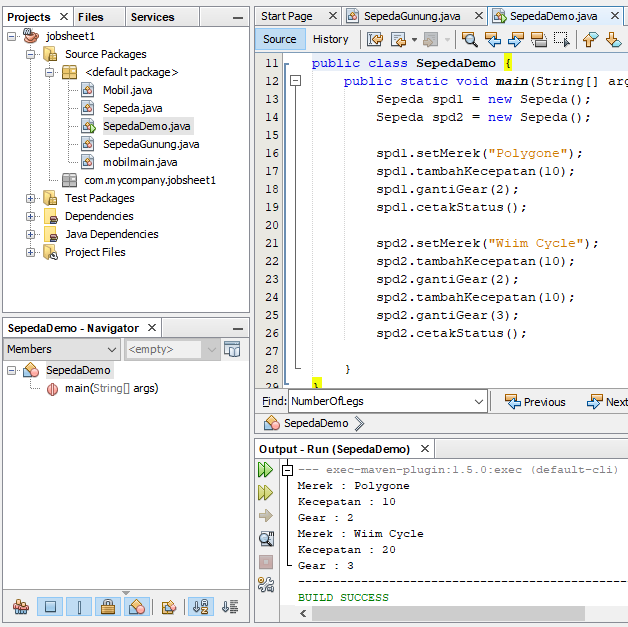 Projects
Files
Services
jobsheet1
Source Packages
<default package>
Mobil.java
Sepeda.java
SepedaDemo.java
SepedaGunung.java
mobilmain.java
com.mycompany.jobsheet1
Test Packages
Dependencies
Java Dependencies
Project Files
SepedaDemo - Navigator
Members
<empty>
SepedaDemo
main(String[] args)
Start Page
SepedaGunung.java
SepedaDemo.java
Source
History
11 public class SepedaDemo {
12 public static void main(String[] arg
13 Sepeda spd1 = new Sepeda();
14 Sepeda spd2 = new Sepeda();
15
16 spd1.setMerek("Polygone");
17 spd1.tambahKecepatan(10);
18 spd1.gantiGear(2);
19 spd1.cetakStatus();
20
21 spd2.setMerek("Wiim Cycle");
22 spd2.tambahKecepatan(10);
23 spd2.gantiGear(2);
24 spd2.tambahKecepatan(10);
25 spd2.gantiGear(3);
26 spd2.cetakStatus();
27
28 }
29 }
Find: NumberOfLegs
Previous
Next
SepedaDemo
Output - Run (SepedaDemo)
--- exec-maven-plugin:1.5.0:exec (default-cli)
Merek : Polygone
Kecepatan : 10
Gear : 2
Merek : Wiim Cycle
Kecepatan : 20
Gear : 3
------------------------------------------------
BUILD SUCCESS